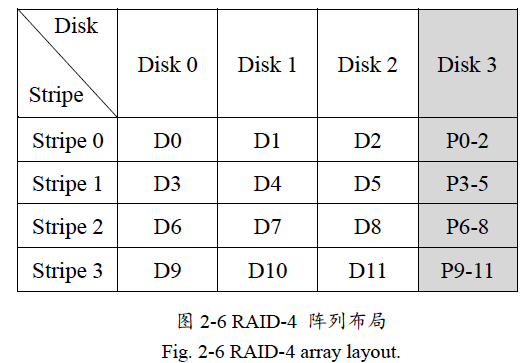 Disk
Stripe
Disk 0 Disk 1 Disk 2 Disk 3
Stripe 0 D0 D1 D2 P0-2
Stripe 1 D3 D4 D5 P3-5
Stripe 2 D6 D7 D8 P6-8
Stripe 3 D9 D10 D11 P9-11
图 2-6 RAID-4 阵列布局
Fig. 2-6 RAID-4 array layout.